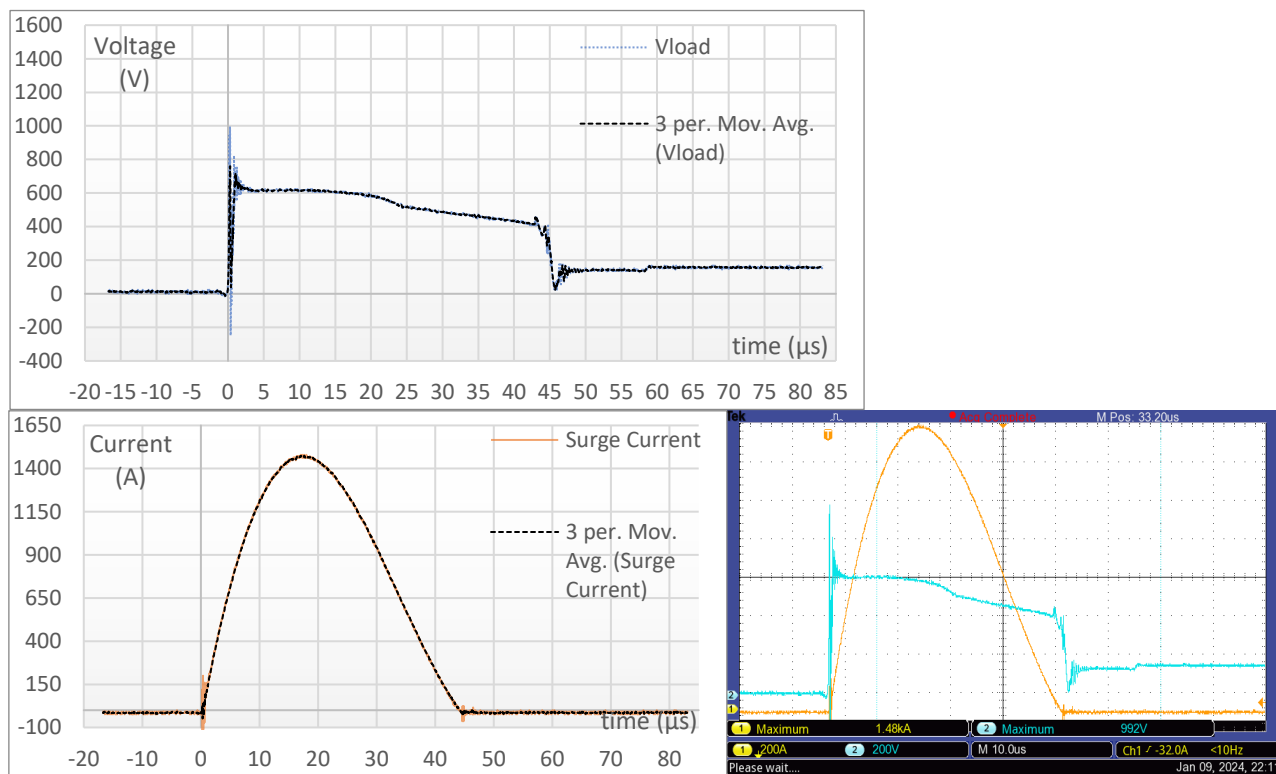 1600
1400
1200
1000
800
600
400
200
0
-200
-400
Voltage
(V)
Vload
3 per. Mov. Avg.
(Vload)
time (µs)
-20 -15 -10 -5 0 5 10 15 20 25 30 35 40 45 50 55 60 65 70 75 80 85
1650
1400
1150
900
650
400
150
-100
Current
(A)
Surge Current
3 per. Mov.
Avg. (Surge
Current)
time (µs)
-20 -10 0 10 20 30 40 50 60 70 80
Tek
M Pos: 33.20us
2
1
1 Maximum 1.48kA 2 Maximum 992V
1 200A 2 200V M 10.0us Ch1 -32.0A <10Hz
Please wait.... Jan 09, 2024, 22:11